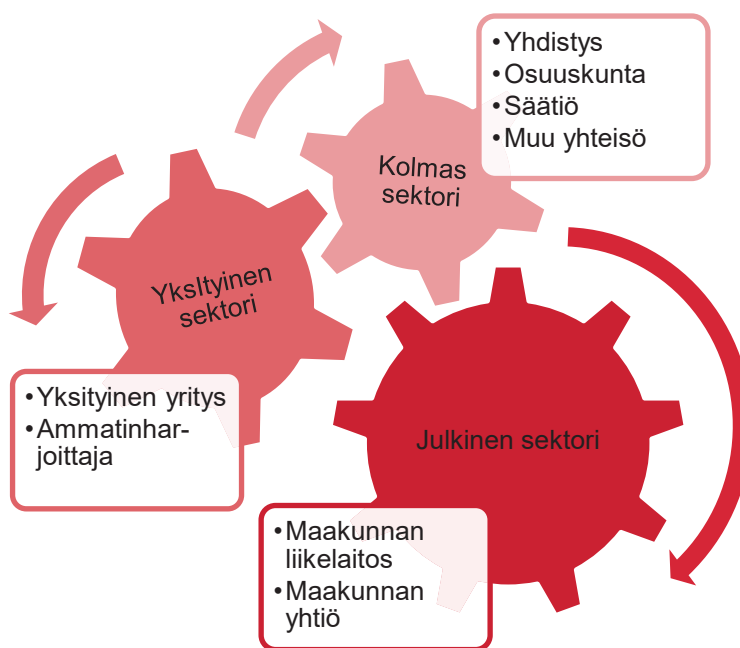 • Yhdistys
• Osuuskunta
• Säätiö
• Muu yhteisö
Kolmas
sektori
YksItyinen
sektori
• Yksityinen yritys
• Ammatinhar-
joittaja
Julkinen sektori
• Maakunnan
liikelaitos
• Maakunnan
yhtiö